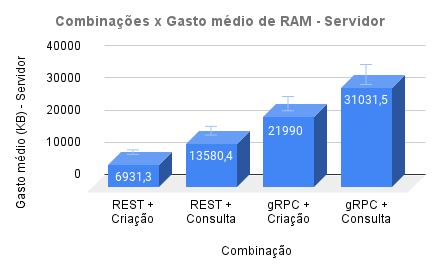 Combinações x Gasto médio de RAM - Servidor
Gasto médio (KB) - Servidor
40000
30000
20000
10000
0
6931,3
13580,4
21990
31031,5
REST +
Criação
REST +
Consulta
gRPC +
Criação
gRPC +
Consulta
Combinação